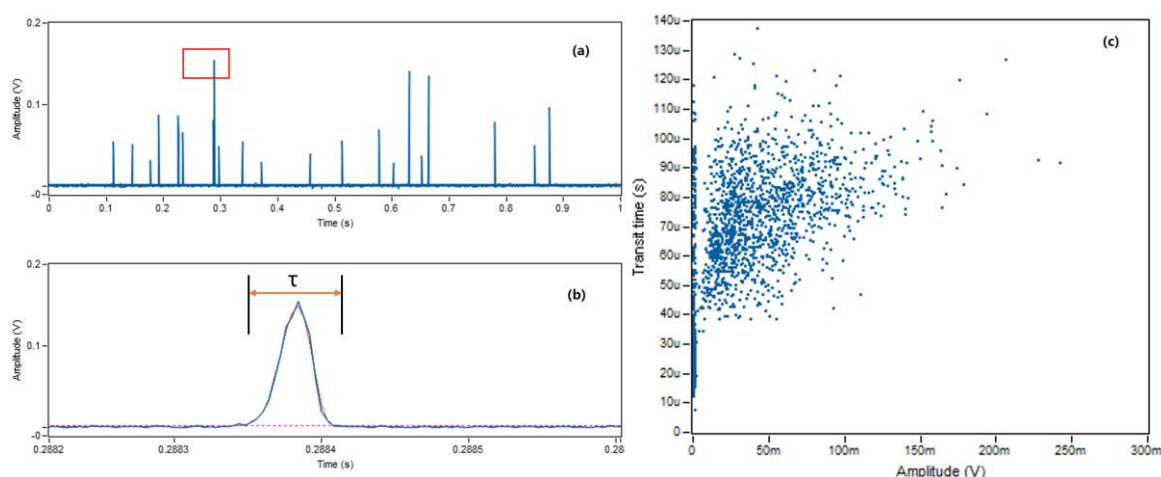 0.2
(a)
0.1
-0
Amplitude (V)
0 0.1 0.2 0.3 0.4 0.5 0.6 0.7 0.8 0.9 1
Time (s)
0.2
τ
(b)
0.1
-0
Amplitude (V)
0.2882 0.2883 0.2884 0.2885 0.28
Time (s)
140u
(c)
130u
120u
110u
100u
90u
80u
70u
60u
50u
40u
30u
20u
10u
0
Transit time (s)
0 50m 100m 150m 200m 250m 300m
Amplitude (V)